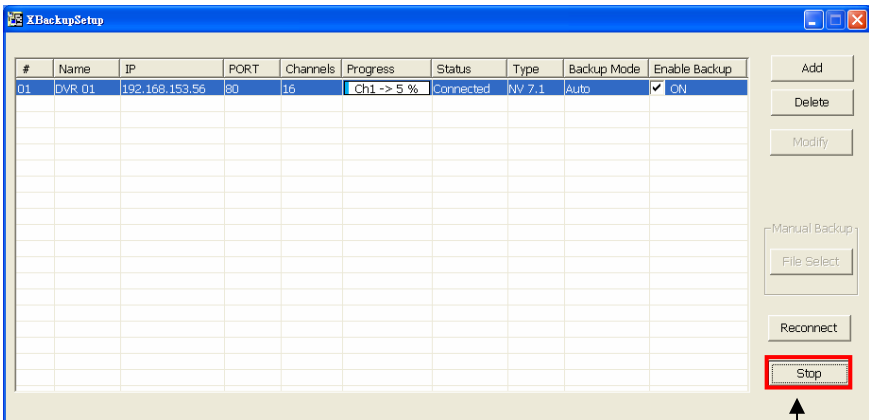 XBackupSetup
# Name IP PORT Channels Progress Status Type Backup Mode Enable Backup
01 DVR 01 192.168.153.56 80 16 Ch1 -> 5 % Connected NV 7.1 Auto ON
Add
Delete
Modify
Manual Backup
File Select
Reconnect
Stop